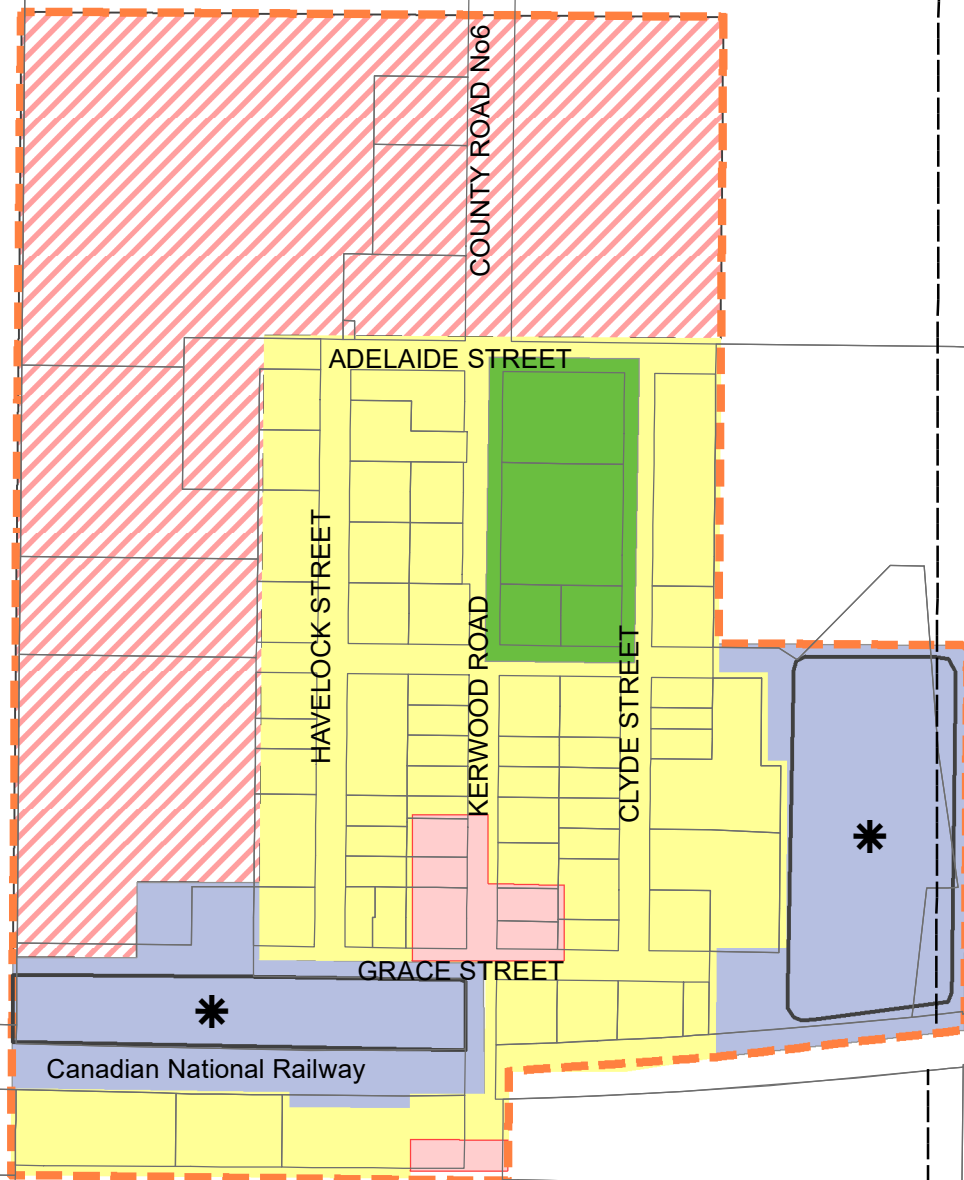 COUNTY ROAD No6
ADELAIDE STREET
HAVELOCK STREET
KERWOOD ROAD
CLYDE STREET
GRACE STREET
Canadian National Railway